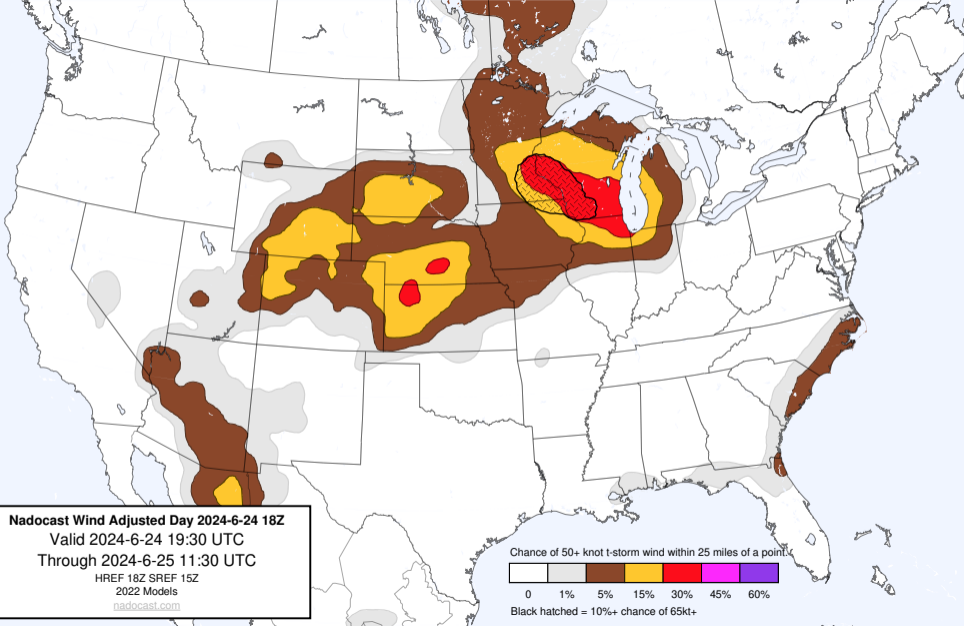 Nadocast Wind Adjusted Day 2024-6-24 18Z
Valid 2024-6-24 19:30 UTC
Through 2024-6-25 11:30 UTC
HREF 18Z SREF 15Z
2022 Models
nadocast.com
Chance of 50+ knot t-storm wind within 25 miles of a point.
0 1% 5% 15% 30% 45% 60%
Black hatched = 10%+ chance of 65kt+